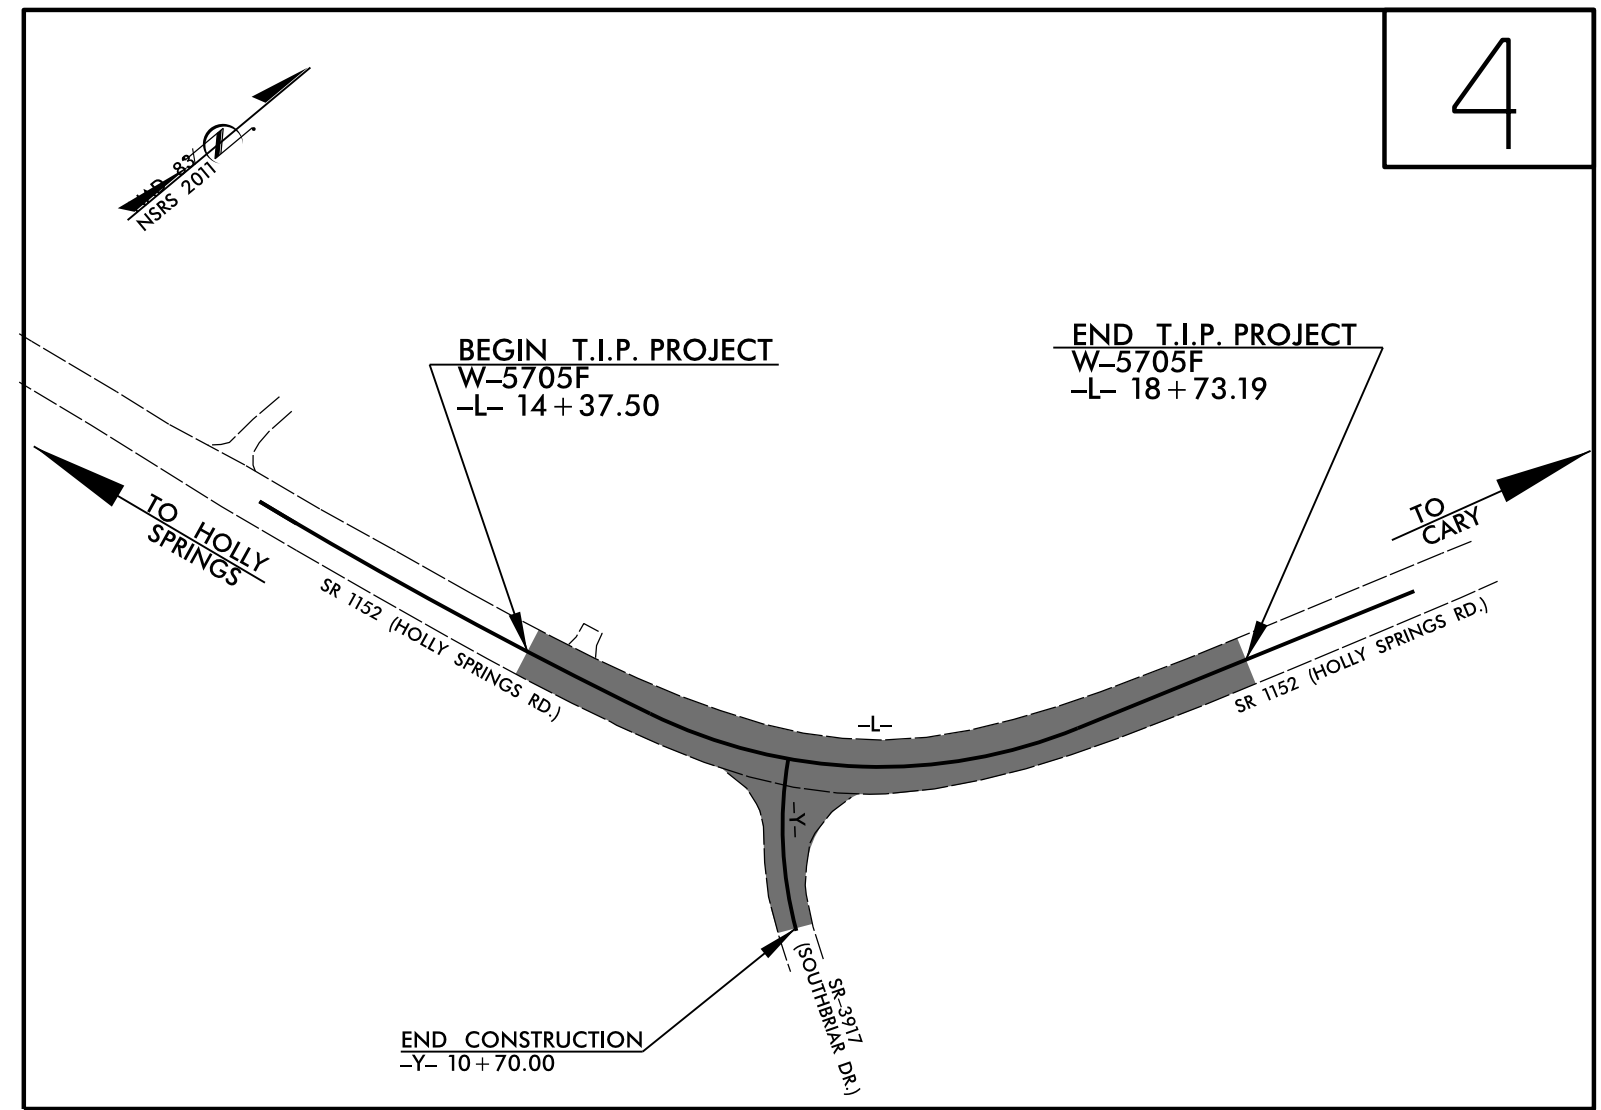 4
NAD 83/
NSRS 2011
BEGIN T.I.P. PROJECT
W–5705F
–L– 14+37.50
END T.I.P. PROJECT
W–5705F
–L– 18+73.19
TO HOLLY
SPRINGS
TO
CARY
SR 1152 (HOLLY SPRINGS RD.)
SR 1152 (HOLLY SPRINGS RD.)
–L–
–Y–
SR–3917
(SOUTHBRIAR DR.)
END CONSTRUCTION
–Y– 10+70.00